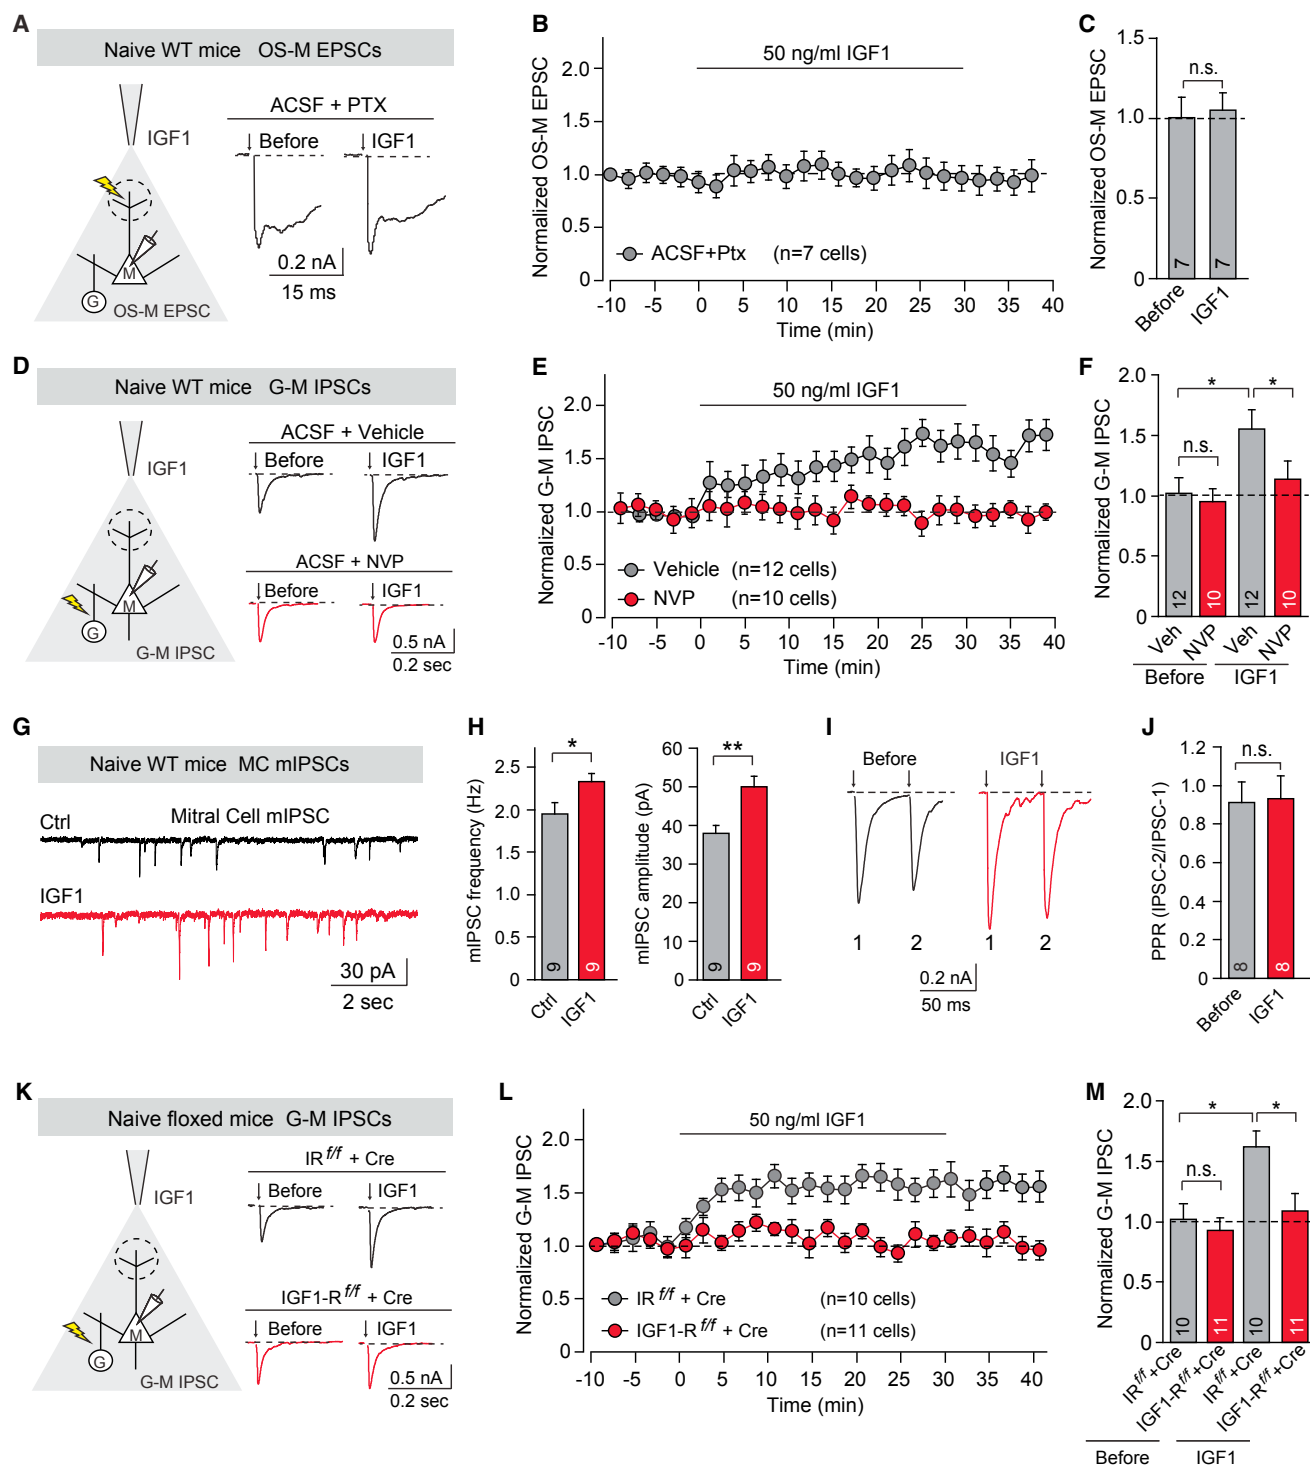 A
Naive WT mice OS-M EPSCs
IGF1
M
G
OS-M EPSC
ACSF + PTX
Before
IGF1
0.2 nA
15 ms
B
50 ng/ml IGF1
Normalized OS-M EPSC
2.0
1.5
1.0
0.5
0
ACSF+Ptx (n=7 cells)
-10 -5 0 5 10 15 20 25 30 35 40
Time (min)
C
Normalized OS-M EPSC
1.5
1.0
0.5
0
n.s.
7
7
Before
IGF1
D
Naive WT mice G-M IPSCs
IGF1
M
G
G-M IPSC
ACSF + Vehicle
Before
IGF1
ACSF + NVP
Before
IGF1
0.5 nA
0.2 sec
E
50 ng/ml IGF1
Normalized G-M IPSC
2.0
1.5
1.0
0.5
0
Vehicle (n=12 cells)
NVP (n=10 cells)
-10 -5 0 5 10 15 20 25 30 35 40
Time (min)
F
Normalized G-M IPSC
2.0
1.5
1.0
0.5
0
*
*
n.s.
12
10
12
10
Veh
NVP
Veh
NVP
Before
IGF1
G
Naive WT mice MC mIPSCs
Ctrl
Mitral Cell mIPSC
IGF1
30 pA
2 sec
H
mIPSC frequency (Hz)
2.5
2.0
1.5
1.0
0.5
0
*
9
9
Ctrl
IGF1
mIPSC amplitude (pA)
60
50
40
30
20
10
0
**
9
9
Ctrl
IGF1
I
Before
IGF1
1
2
1
2
0.2 nA
50 ms
J
PPR (IPSC-2/IPSC-1)
1.2
1.0
0.8
0.6
0.4
0.2
0
n.s.
8
8
Before
IGF1
K
Naive floxed mice G-M IPSCs
IGF1
M
G
G-M IPSC
IR f/f + Cre
Before
IGF1
IGF1-R f/f + Cre
Before
IGF1
0.5 nA
0.2 sec
L
50 ng/ml IGF1
Normalized G-M IPSC
2.0
1.5
1.0
0.5
0
IR f/f + Cre (n=10 cells)
IGF1-R f/f + Cre (n=11 cells)
-10 -5 0 5 10 15 20 25 30 35 40
Time (min)
M
Normalized G-M IPSC
2.0
1.5
1.0
0.5
0
*
*
n.s.
10
11
10
11
IR f/f+Cre
IGF1-R f/f+Cre
IR f/f+Cre
IGF1-R f/f+Cre
Before
IGF1